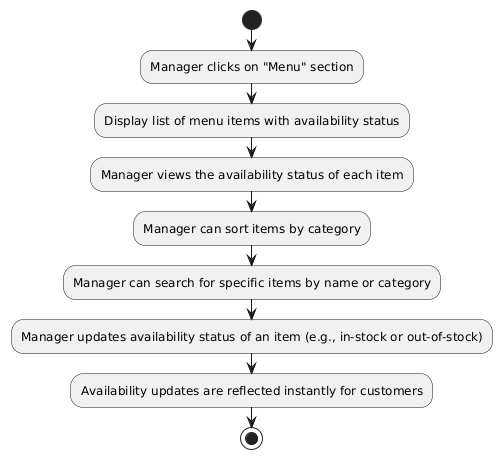 Manager clicks on "Menu" section
Display list of menu items with availability status
Manager views the availability status of each item
Manager can sort items by category
Manager can search for specific items by name or category
Manager updates availability status of an item (e.g., in-stock or out-of-stock)
Availability updates are reflected instantly for customers